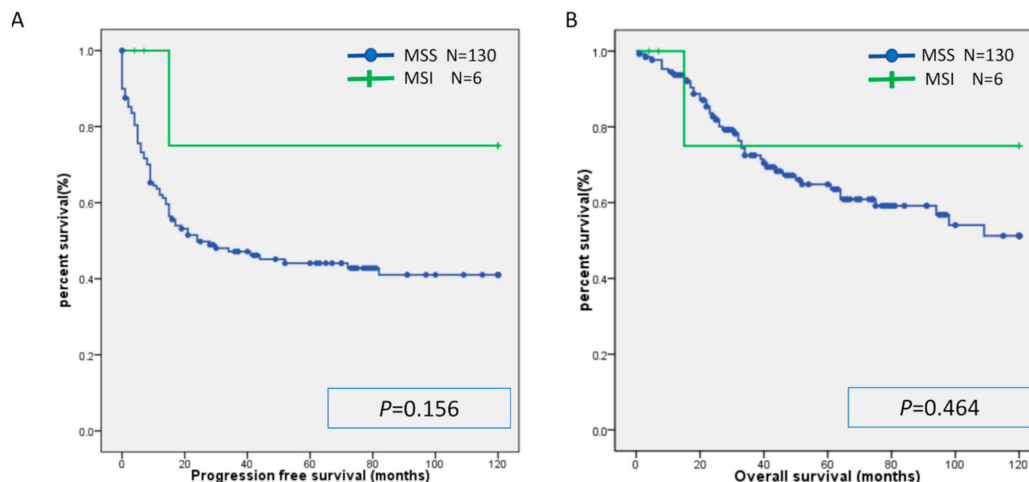 A
percent survival(%)
1.0
0.8
0.6
0.4
0.2
0.0
MSS N=130
MSI N=6
P=0.156
0 20 40 60 80 100 120
Progression free survival (months)
B
percent survival(%)
1.0
0.8
0.6
0.4
0.2
0.0
MSS N=130
MSI N=6
P=0.464
0 20 40 60 80 100 120
Overall survival (months)